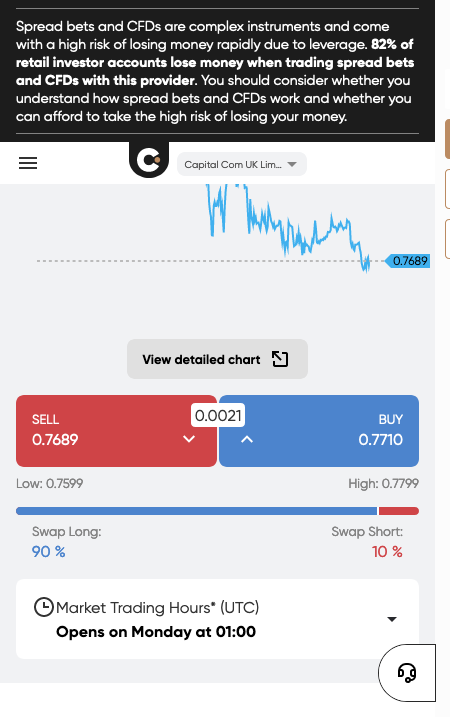 Spread bets and CFDs are complex instruments and come
with a high risk of losing money rapidly due to leverage. 82% of
retail investor accounts lose money when trading spread bets
and CFDs with this provider. You should consider whether you
understand how spread bets and CFDs work and whether you
can afford to take the high risk of losing your money.
Capital Com UK Lim...
0.7689
View detailed chart
SELL
0.7689
0.0021
BUY
0.7710
Low: 0.7599
High: 0.7799
Swap Long:
90 %
Swap Short:
10 %
Market Trading Hours* (UTC)
Opens on Monday at 01:00